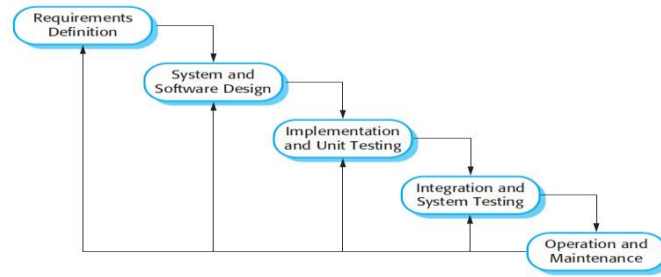 Requirements
Definition
System and
Software Design
Implementation
and Unit Testing
Integration and
System Testing
Operation and
Maintenance